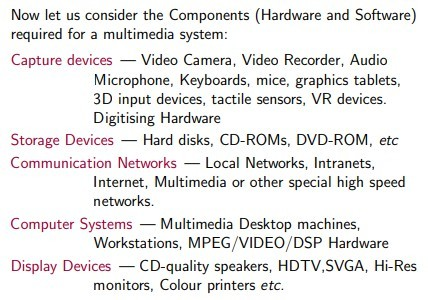 Now let us consider the Components (Hardware and Software)
required for a multimedia system:
Capture devices — Video Camera, Video Recorder, Audio
Microphone, Keyboards, mice, graphics tablets,
3D input devices, tactile sensors, VR devices.
Digitising Hardware
Storage Devices — Hard disks, CD-ROMs, DVD-ROM, etc
Communication Networks — Local Networks, Intranets,
Internet, Multimedia or other special high speed
networks.
Computer Systems — Multimedia Desktop machines,
Workstations, MPEG/VIDEO/DSP Hardware
Display Devices — CD-quality speakers, HDTV,SVGA, Hi-Res
monitors, Colour printers etc.